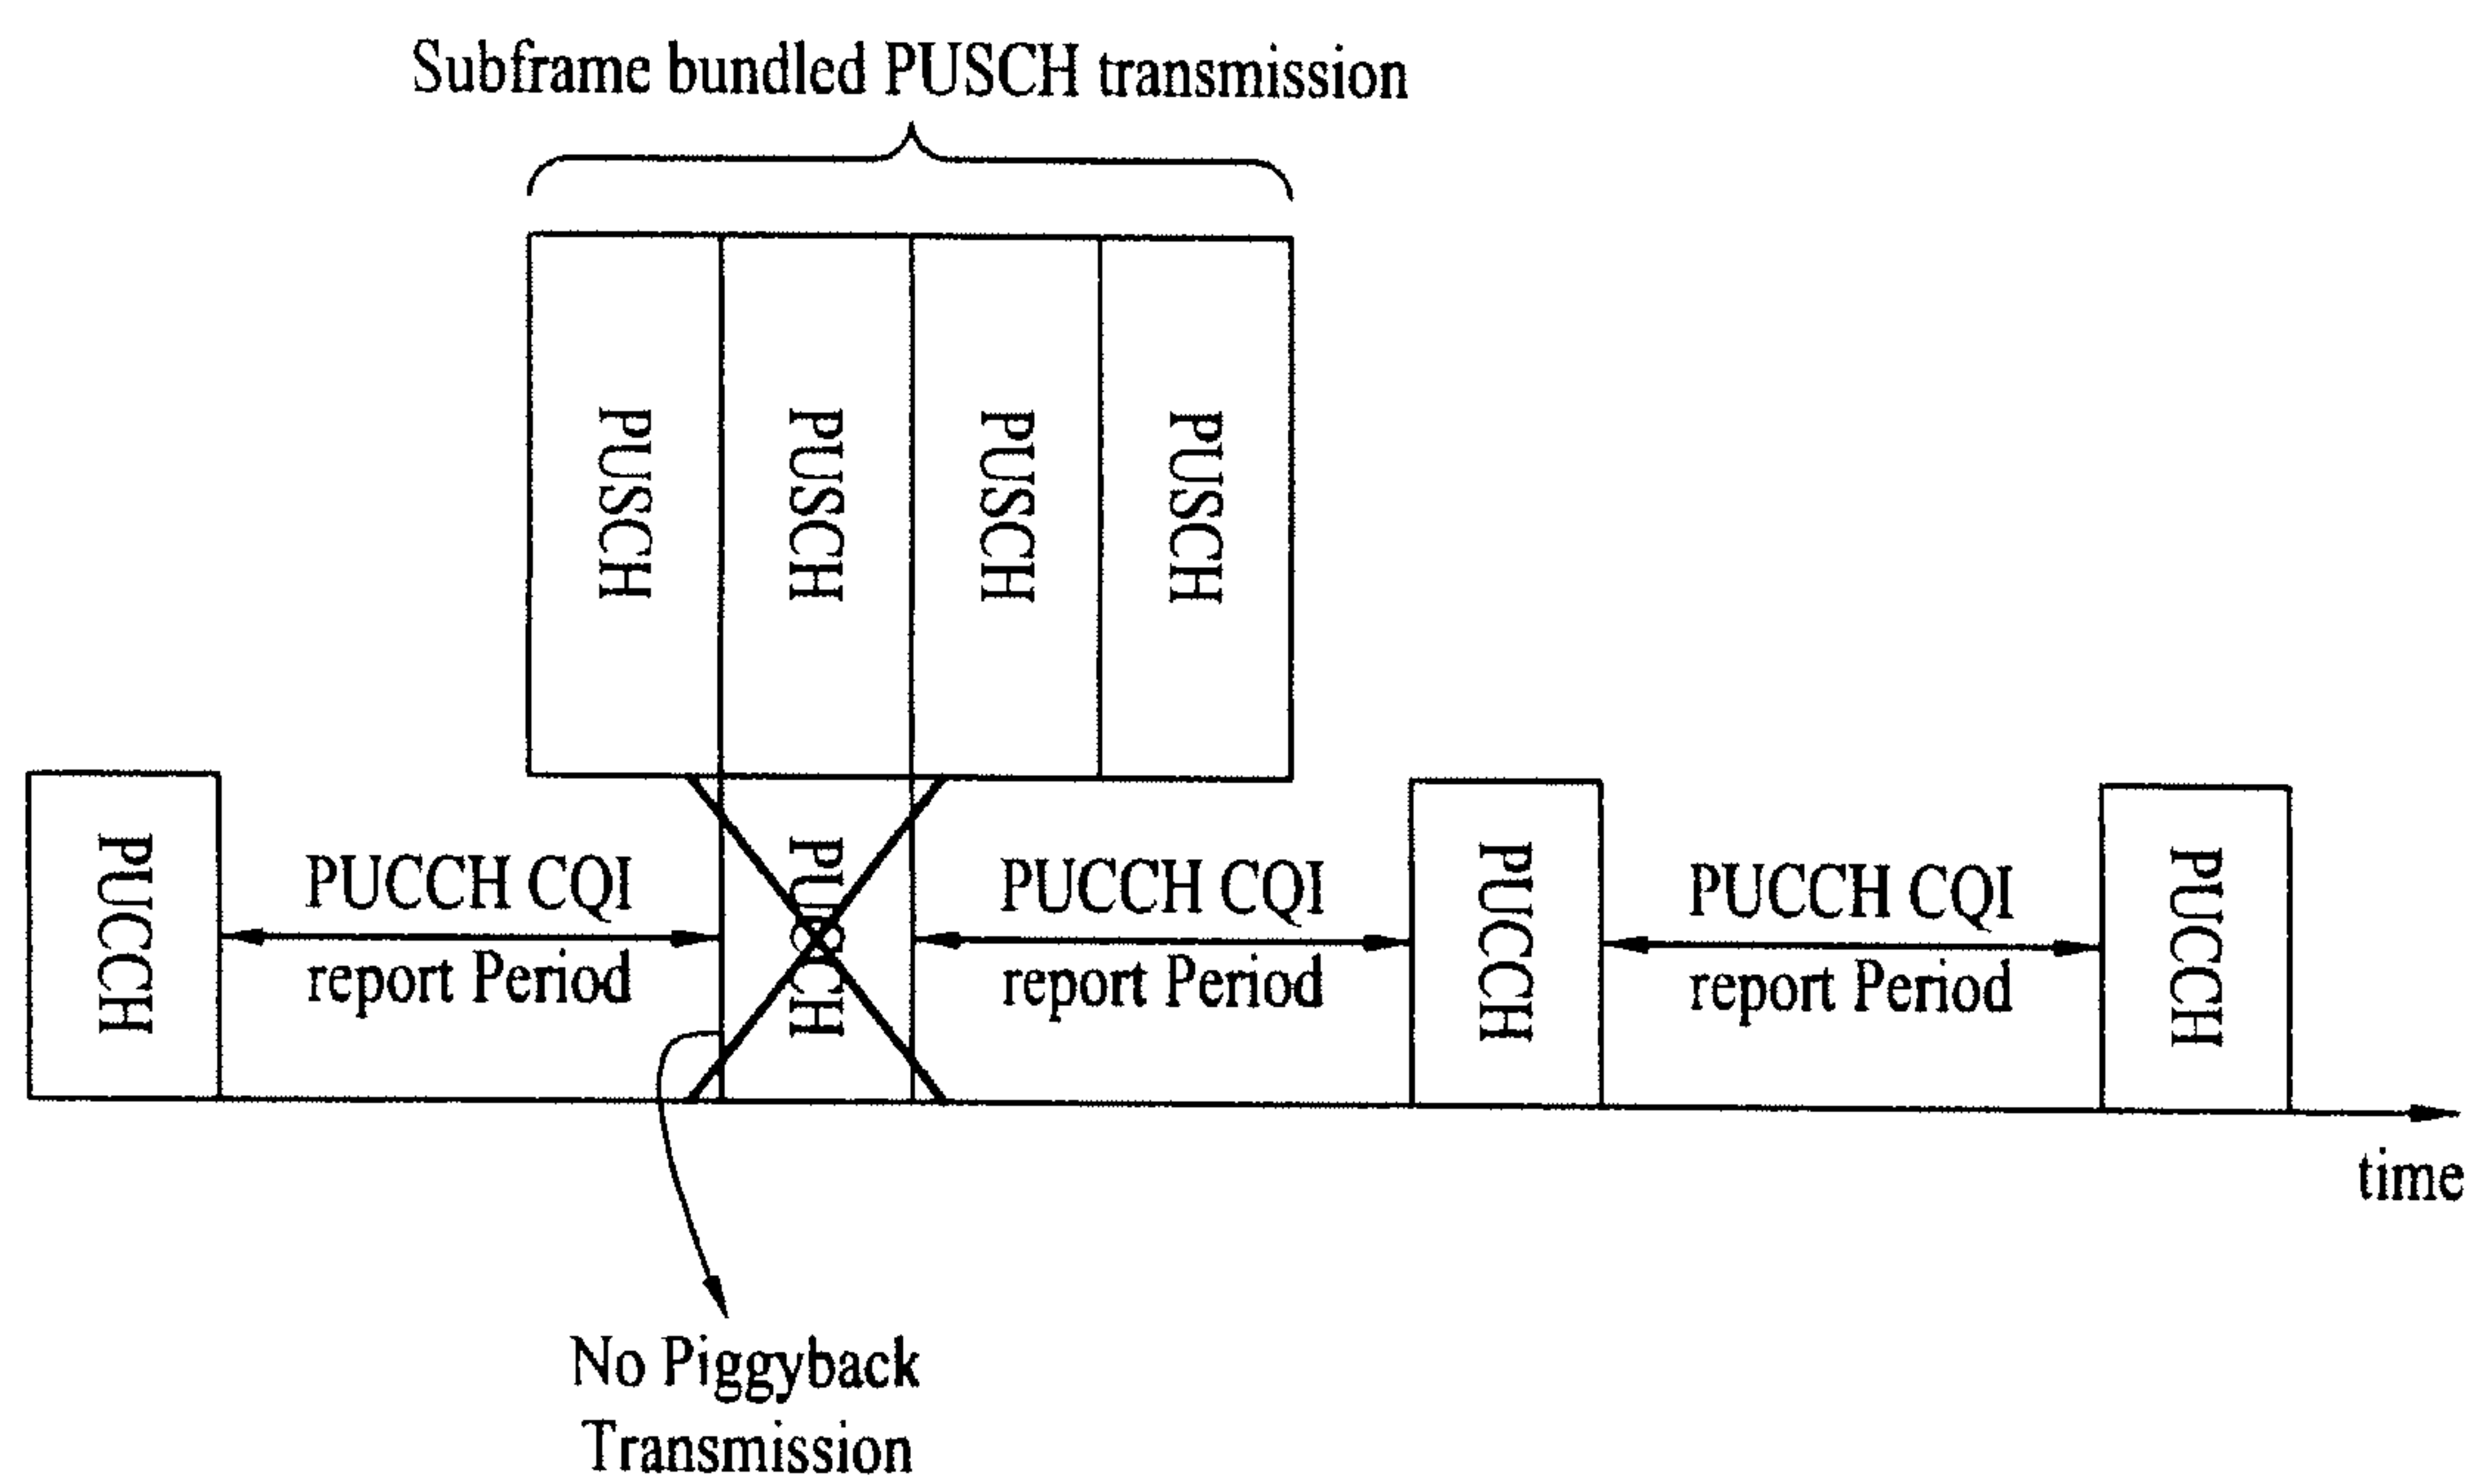 Subframe bundled PUSCH transmission
PUSCH
PUSCH
PUSCH
PUSCH
PUCCH
PUCCH CQI
report Period
PUCCH
PUCCH CQI
report Period
PUCCH
PUCCH CQI
report Period
PUCCH
time
No Piggyback
Transmission